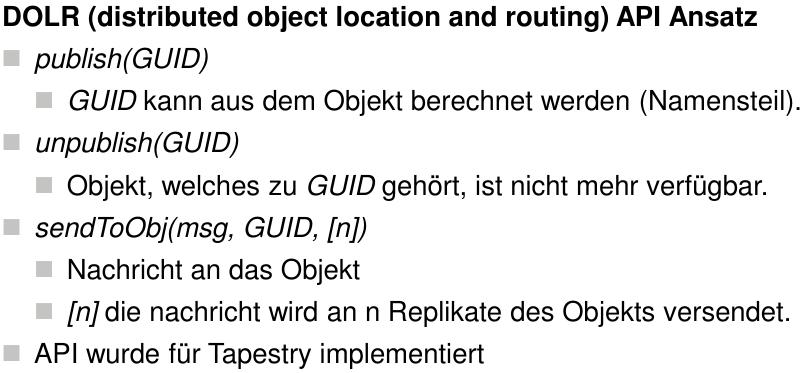 DOLR (distributed object location and routing) API Ansatz
publish(GUID)
GUID kann aus dem Objekt berechnet werden (Namensteil).
unpublish(GUID)
Objekt, welches zu GUID gehört, ist nicht mehr verfügbar.
sendToObj(msg, GUID, [n])
Nachricht an das Objekt
[n] die nachricht wird an n Replikate des Objekts versendet.
API wurde für Tapestry implementiert